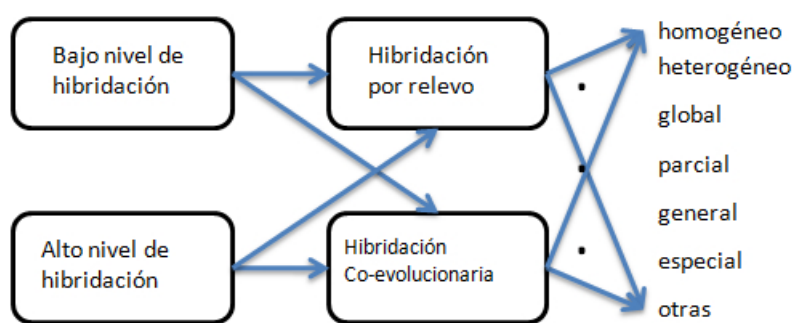 Bajo nivel de
hibridación
Hibridación
por relevo
Alto nivel de
hibridación
Hibridación
Co-evolucionaria
homogéneo
heterogéneo
global
parcial
general
especial
otras